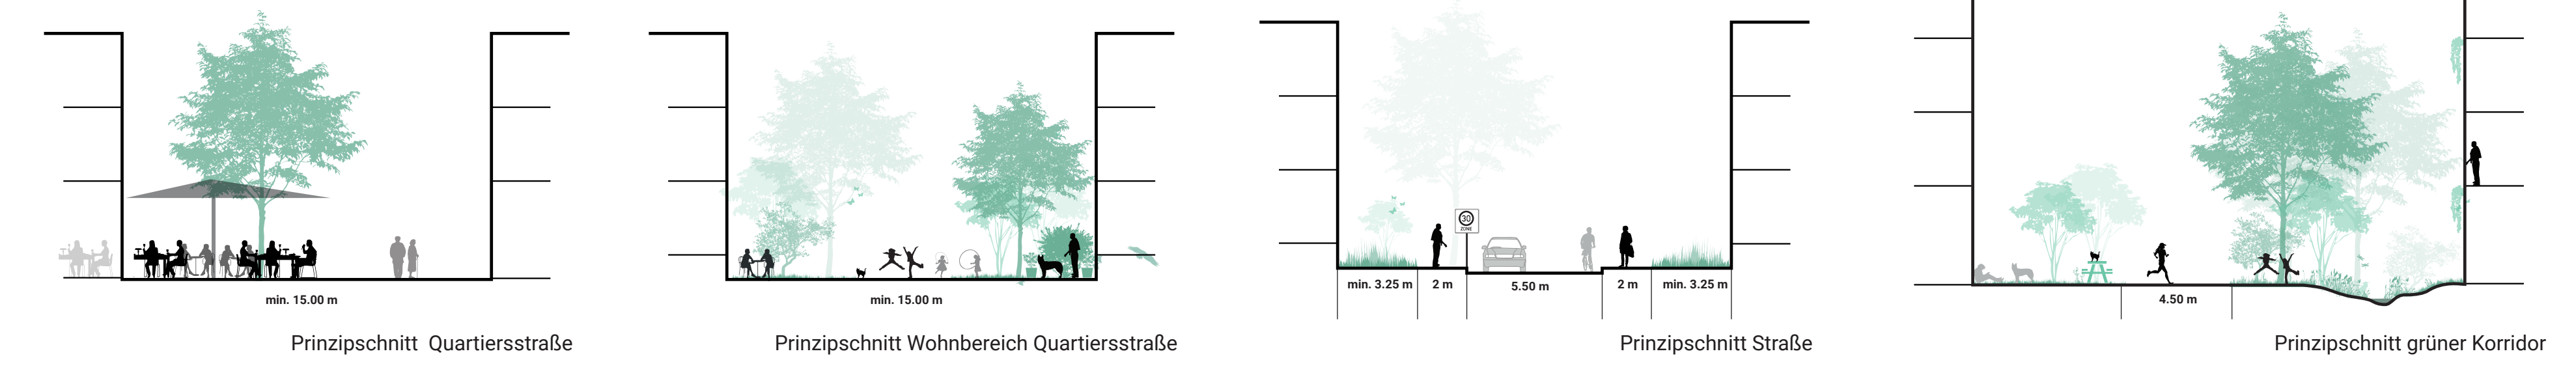 min. 15.00 m
Prinzipschnitt Quartiersstraße
min. 15.00 m
Prinzipschnitt Wohnbereich Quartiersstraße
30
ZONE
min. 3.25 m
2 m
5.50 m
2 m
min. 3.25 m
Prinzipschnitt Straße
4.50 m
Prinzipschnitt grüner Korridor